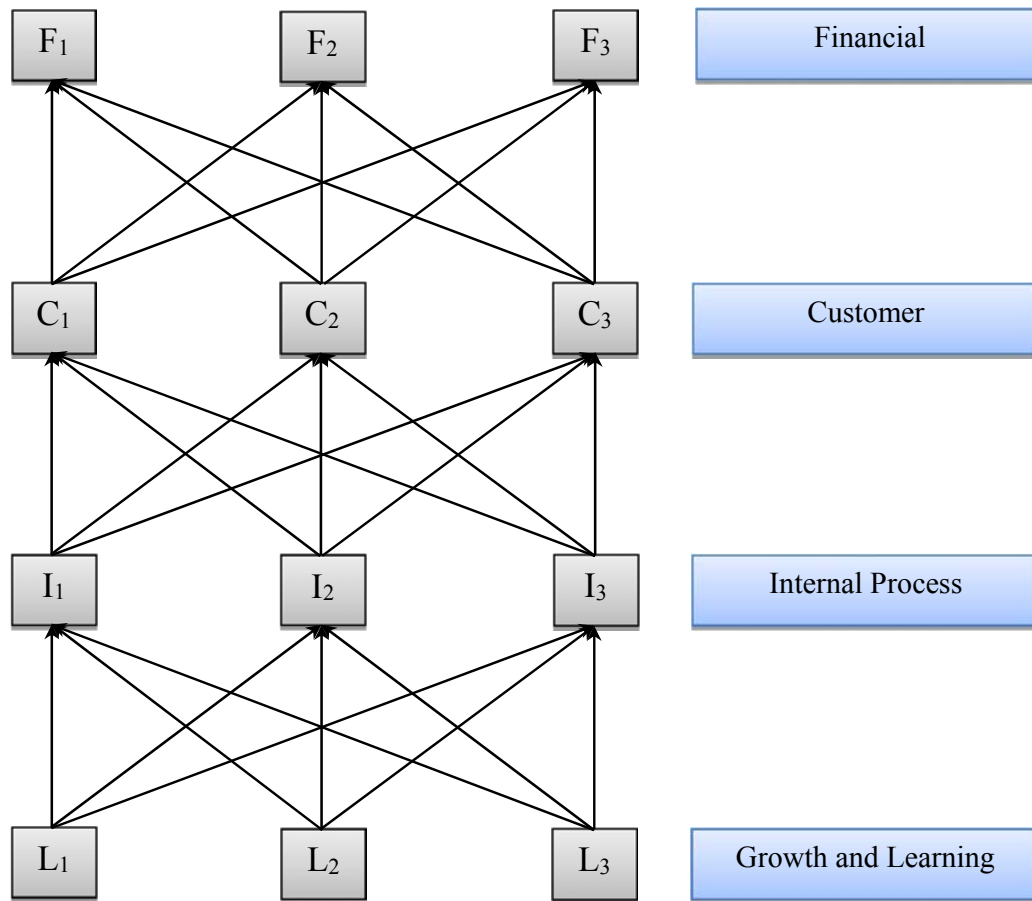 F₁ F₂ F₃ Financial
C₁ C₂ C₃ Customer
I₁ I₂ I₃ Internal Process
L₁ L₂ L₃ Growth and Learning